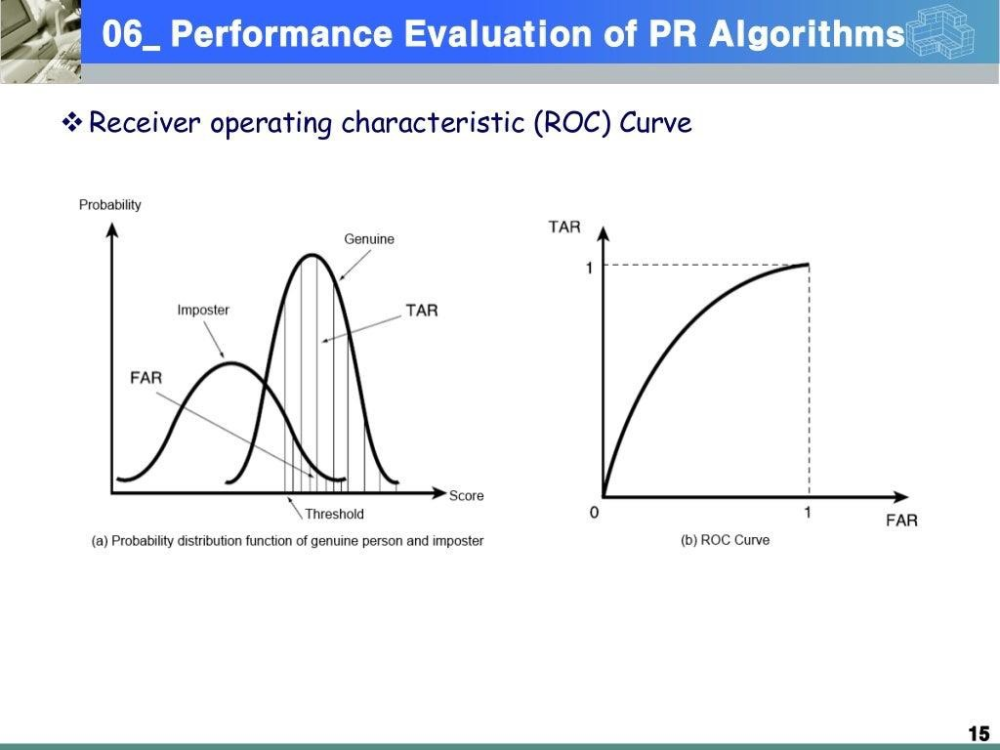 06_ Performance Evaluation of PR Algorithms
❖ Receiver operating characteristic (ROC) Curve
Probability
Genuine
Imposter
TAR
FAR
Score
Threshold
(a) Probability distribution function of genuine person and imposter
TAR
1
0
1
FAR
(b) ROC Curve
15